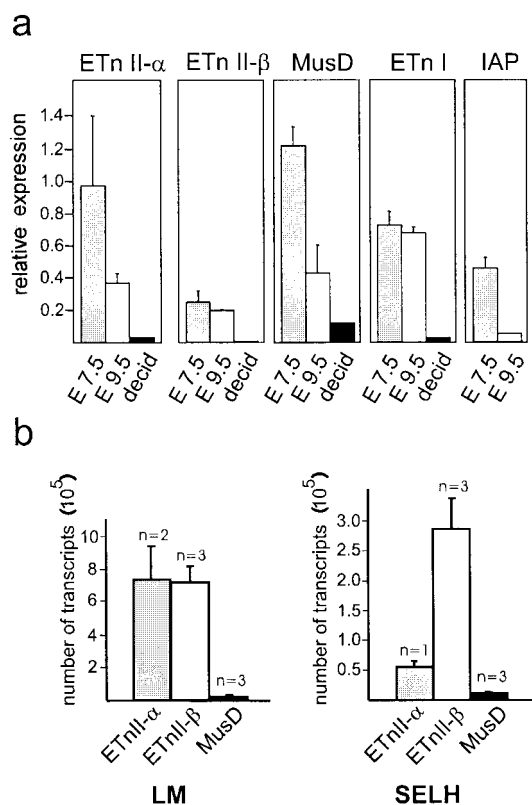 a
ETn II-α ETn II-β MusD ETn I IAP
relative expression
1.4
1.2
1.0
0.8
0.6
0.4
0.2
E 7.5 E 9.5 decid E 7.5 E 9.5 decid E 7.5 E 9.5 decid E 7.5 E 9.5 decid E 7.5 E 9.5
b
number of transcripts (10⁵)
10
8
6
4
2
n=2
n=3
n=3
ETnII-α ETnII-β MusD
LM
number of transcripts (10⁵)
3.0
2.5
2.0
1.5
1.0
0.5
n=1
n=3
n=3
ETnII-α ETnII-β MusD
SELH